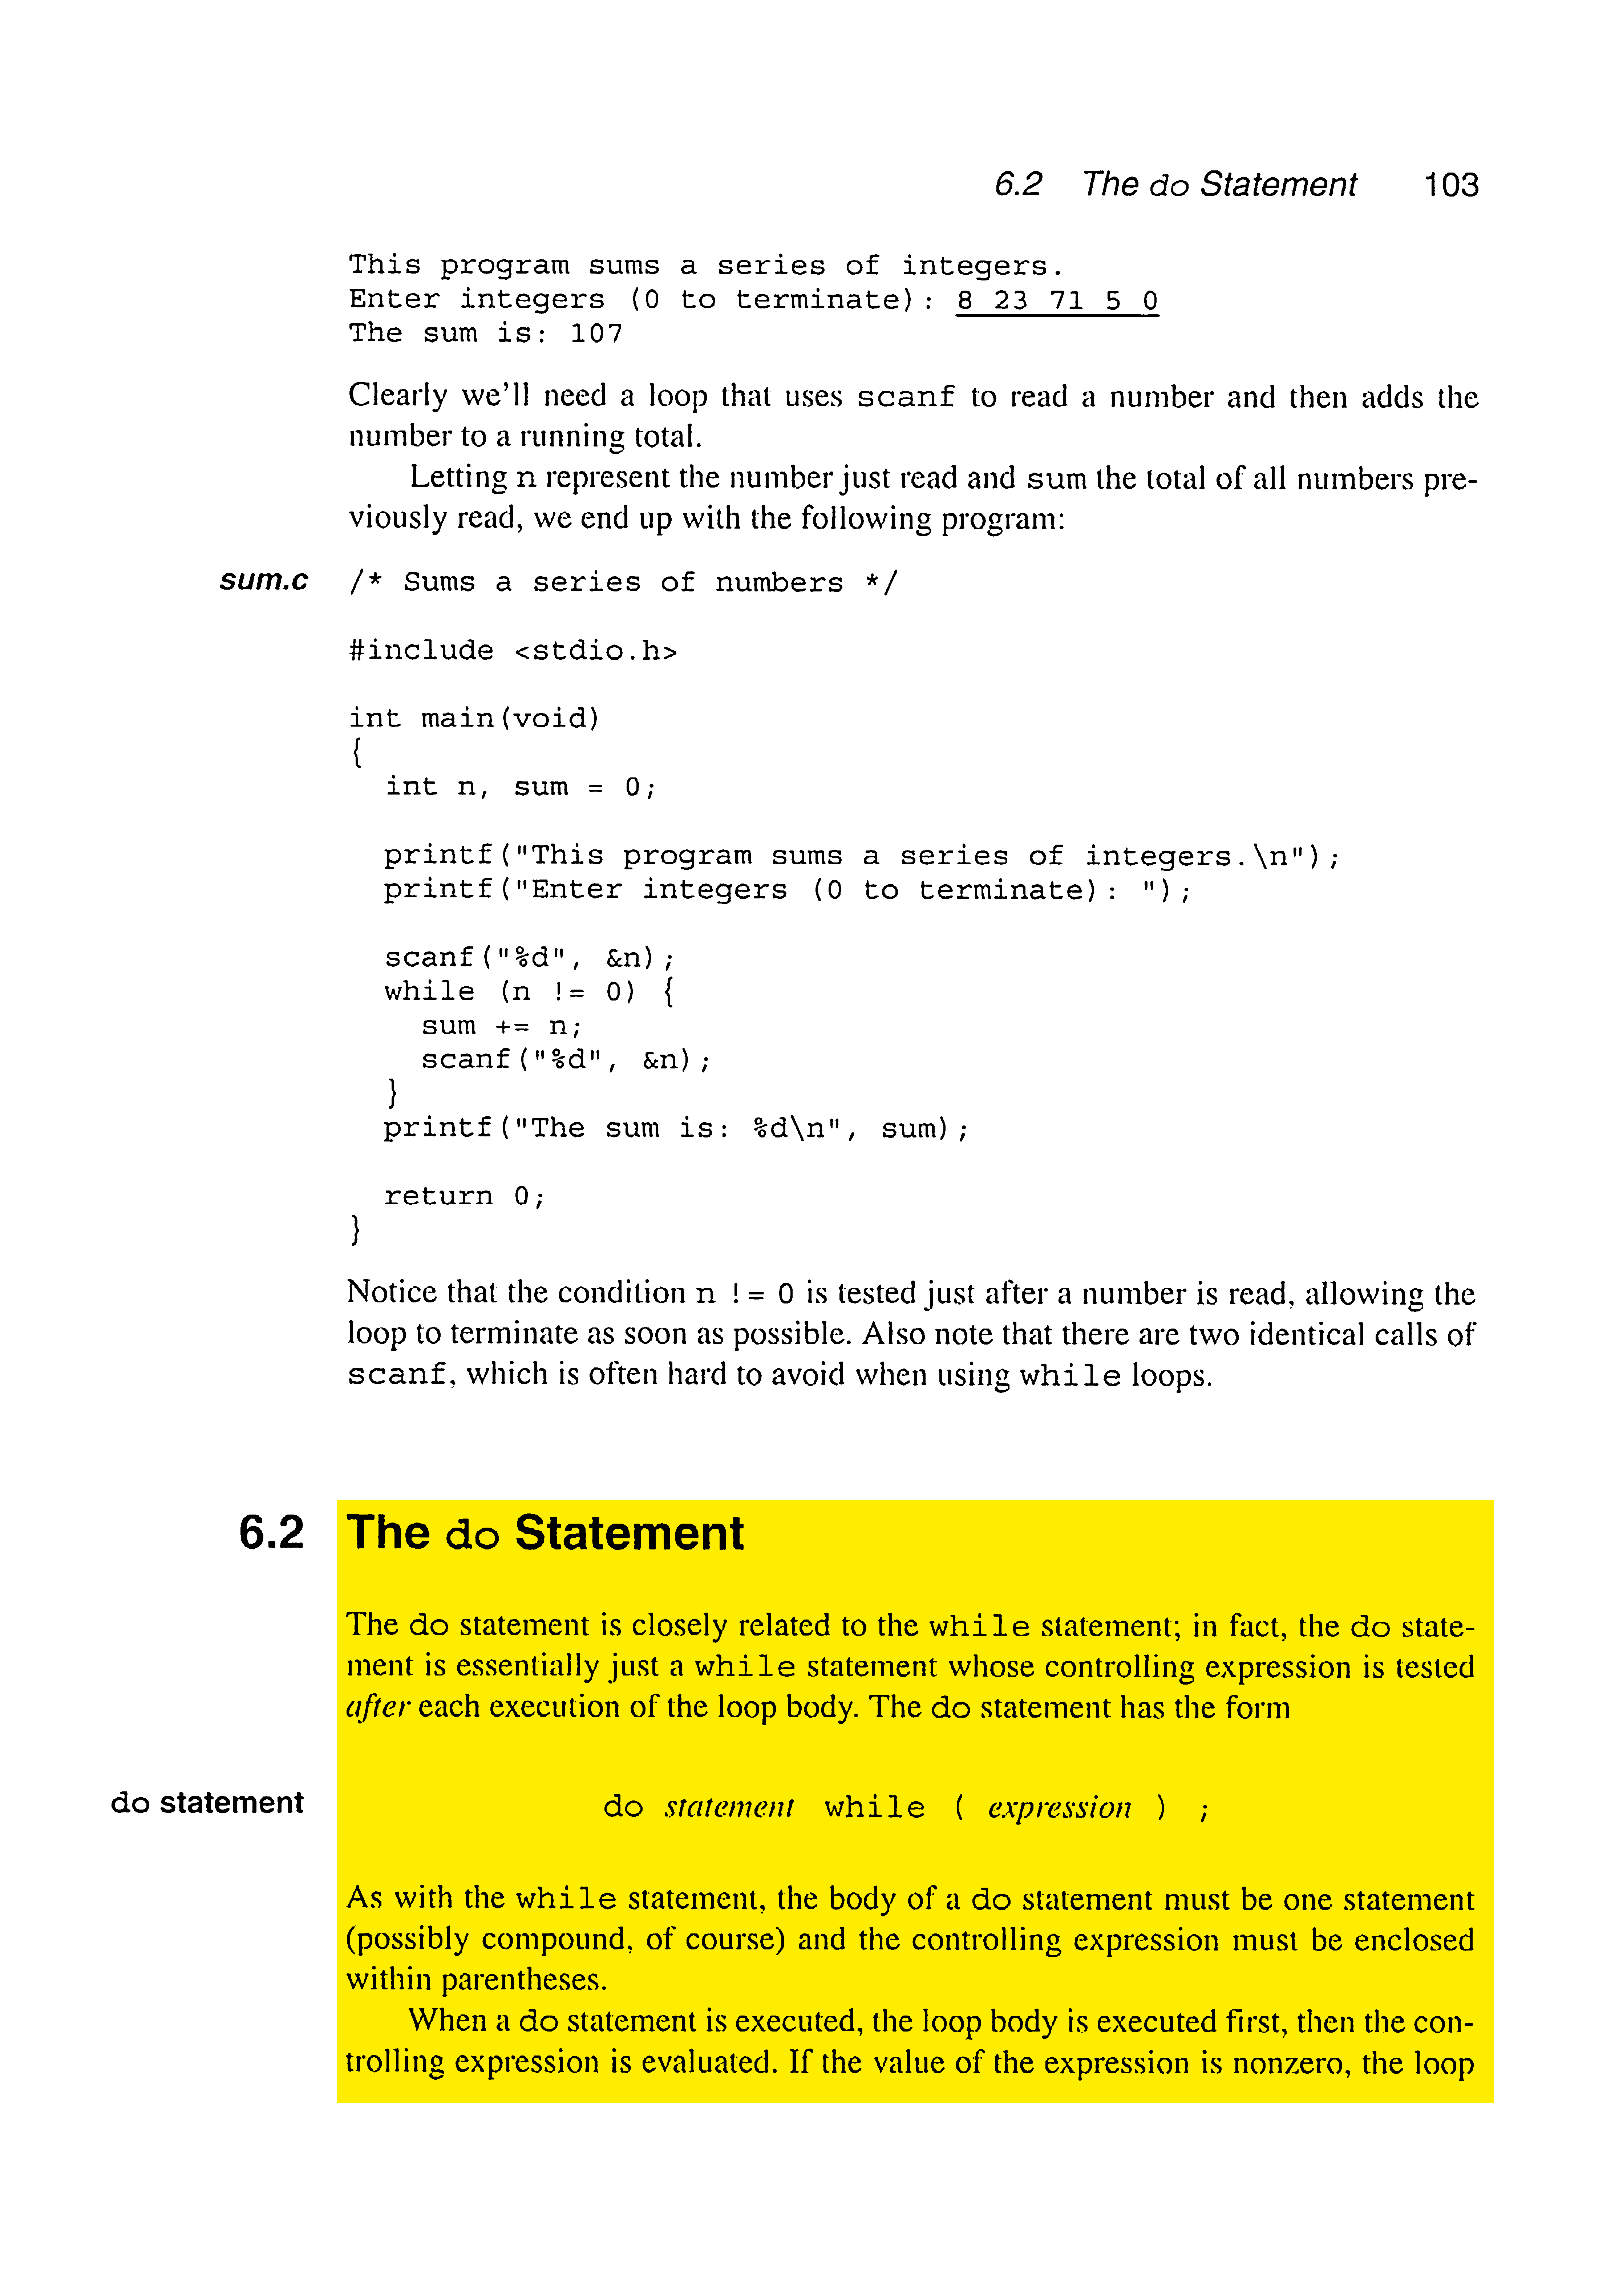 6.2 The do Statement 103
This program sums a series of integers.
Enter integers (0 to terminate): 8 23 71 5 0
The sum is: 107
Clearly we'll need a loop that uses scanf to read a number and then adds the
number to a running total.
Letting n represent the number just read and sum the total of all numbers pre-
viously read, we end up with the following program:
sum.c /* Sums a series of numbers */
#include <stdio.h>
int main(void)
{
int n, sum = 0;
printf("This program sums a series of integers.\n");
printf("Enter integers (0 to terminate): ");
scanf("%d", &n);
while (n != 0) {
sum += n;
scanf("%d", &n);
}
printf("The sum is: %d\n", sum);
return 0;
}
Notice that the condition n != 0 is tested just after a number is read, allowing the
loop to terminate as soon as possible. Also note that there are two identical calls of
scanf, which is often hard to avoid when using while loops.
6.2 The do Statement
The do statement is closely related to the while statement; in fact, the do state-
ment is essentially just a while statement whose controlling expression is tested
after each execution of the loop body. The do statement has the form
do statement do statement while ( expression ) ;
As with the while statement, the body of a do statement must be one statement
(possibly compound, of course) and the controlling expression must be enclosed
within parentheses.
When a do statement is executed, the loop body is executed first, then the con-
trolling expression is evaluated. If the value of the expression is nonzero, the loop